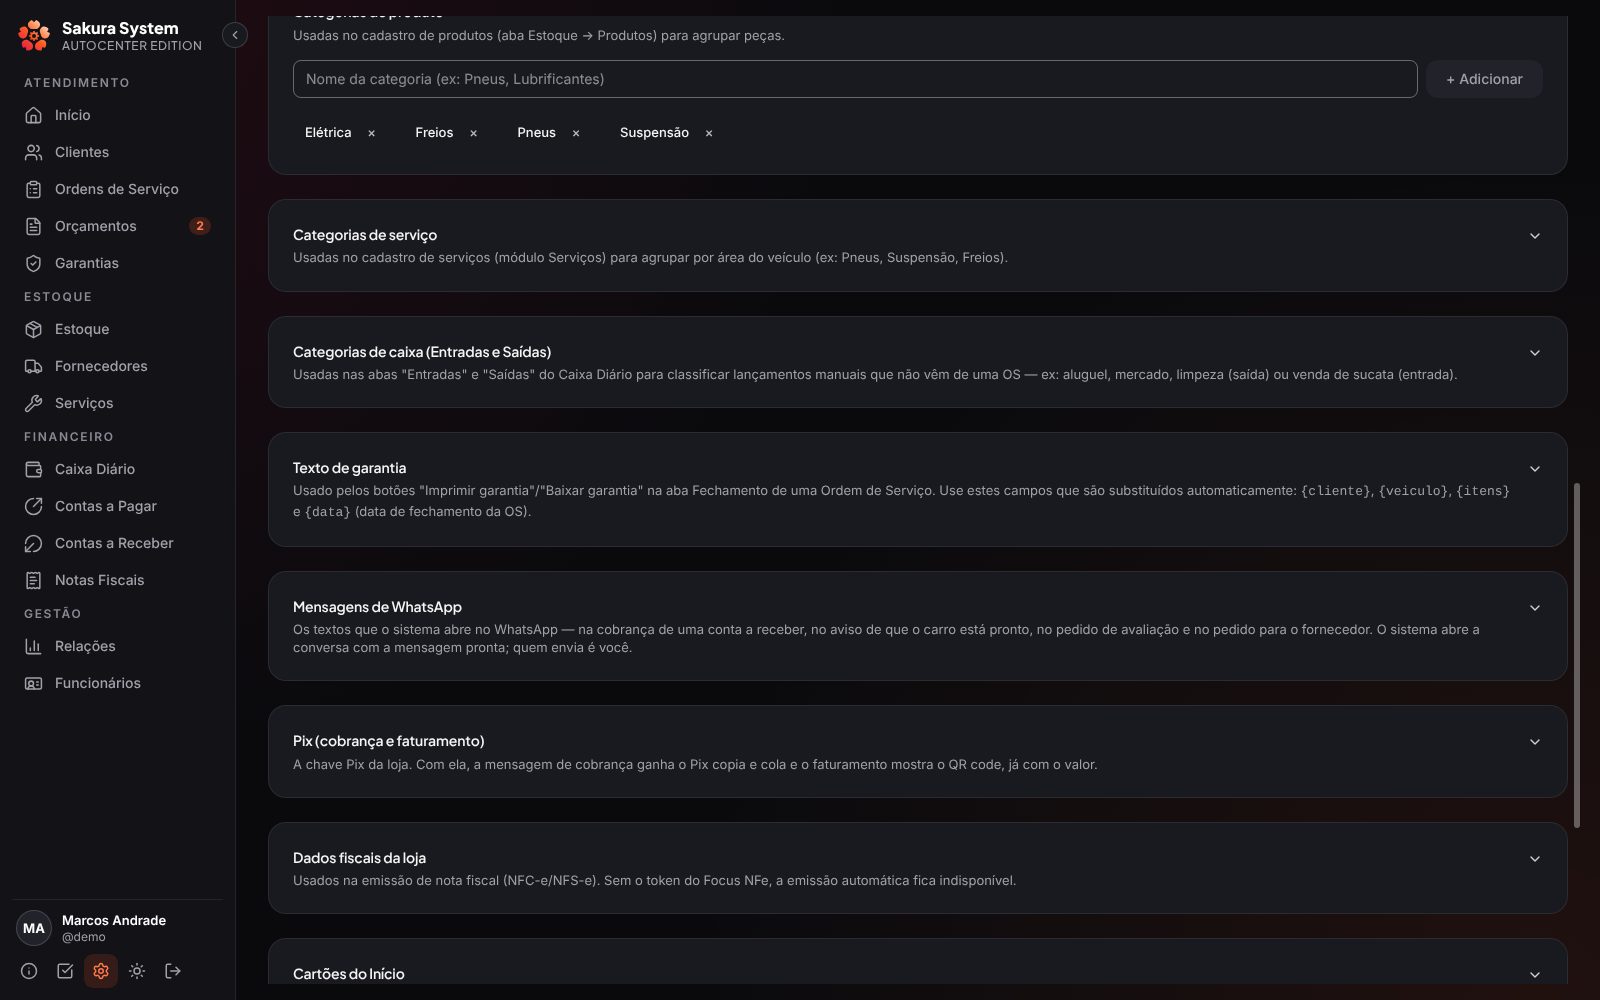 Sakura System
AUTOCENTER EDITION
ATENDIMENTO
Início
Clientes
Ordens de Serviço
Orçamentos 2
Garantias
ESTOQUE
Estoque
Fornecedores
Serviços
FINANCEIRO
Caixa Diário
Contas a Pagar
Contas a Receber
Notas Fiscais
GESTÃO
Relações
Funcionários
MA
Marcos Andrade
@demo
Categorias de produto
Usadas no cadastro de produtos (aba Estoque → Produtos) para agrupar peças.
Nome da categoria (ex: Pneus, Lubrificantes) + Adicionar
Elétrica × Freios × Pneus × Suspensão ×
Categorias de serviço
Usadas no cadastro de serviços (módulo Serviços) para agrupar por área do veículo (ex: Pneus, Suspensão, Freios).
Categorias de caixa (Entradas e Saídas)
Usadas nas abas "Entradas" e "Saídas" do Caixa Diário para classificar lançamentos manuais que não vêm de uma OS — ex: aluguel, mercado, limpeza (saída) ou venda de sucata (entrada).
Texto de garantia
Usado pelos botões "Imprimir garantia"/"Baixar garantia" na aba Fechamento de uma Ordem de Serviço. Use estes campos que são substituídos automaticamente: {cliente}, {veiculo}, {itens}
e {data} (data de fechamento da OS).
Mensagens de WhatsApp
Os textos que o sistema abre no WhatsApp — na cobrança de uma conta a receber, no aviso de que o carro está pronto, no pedido de avaliação e no pedido para o fornecedor. O sistema abre a
conversa com a mensagem pronta; quem envia é você.
Pix (cobrança e faturamento)
A chave Pix da loja. Com ela, a mensagem de cobrança ganha o Pix copia e cola e o faturamento mostra o QR code, já com o valor.
Dados fiscais da loja
Usados na emissão de nota fiscal (NFC-e/NFS-e). Sem o token do Focus NFe, a emissão automática fica indisponível.
Cartões do Início